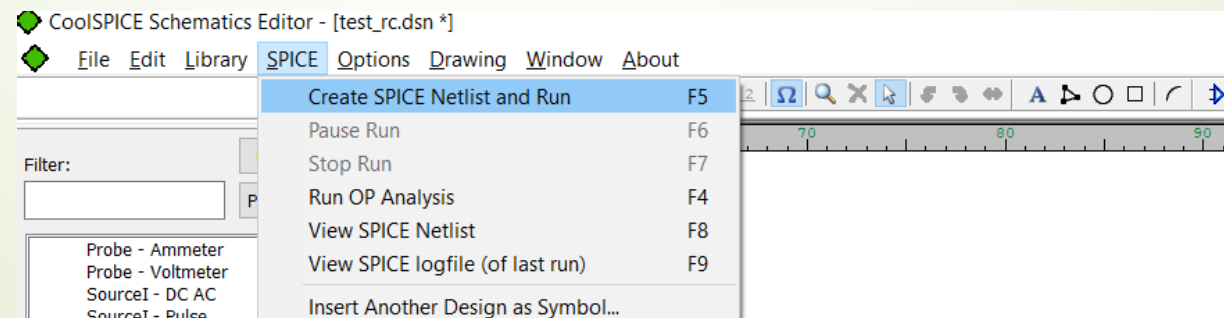 CoolSPICE Schematics Editor - [test_rc.dsn *]
File Edit Library SPICE Options Drawing Window About
Create SPICE Netlist and Run F5
Pause Run F6
Stop Run F7
Run OP Analysis F4
View SPICE Netlist F8
View SPICE logfile (of last run) F9
Insert Another Design as Symbol...
2 Ω A
70 80 90
Filter:
P
Probe - Ammeter
Probe - Voltmeter
SourceI - DC AC
SourceI - Pulse